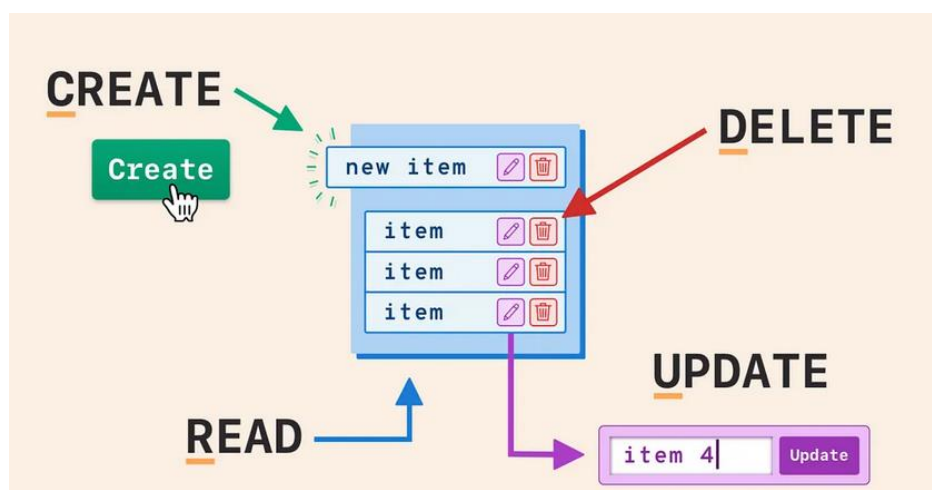 CREATE
Create
new item
item
item
item
DELETE
READ
UPDATE
item 4
Update